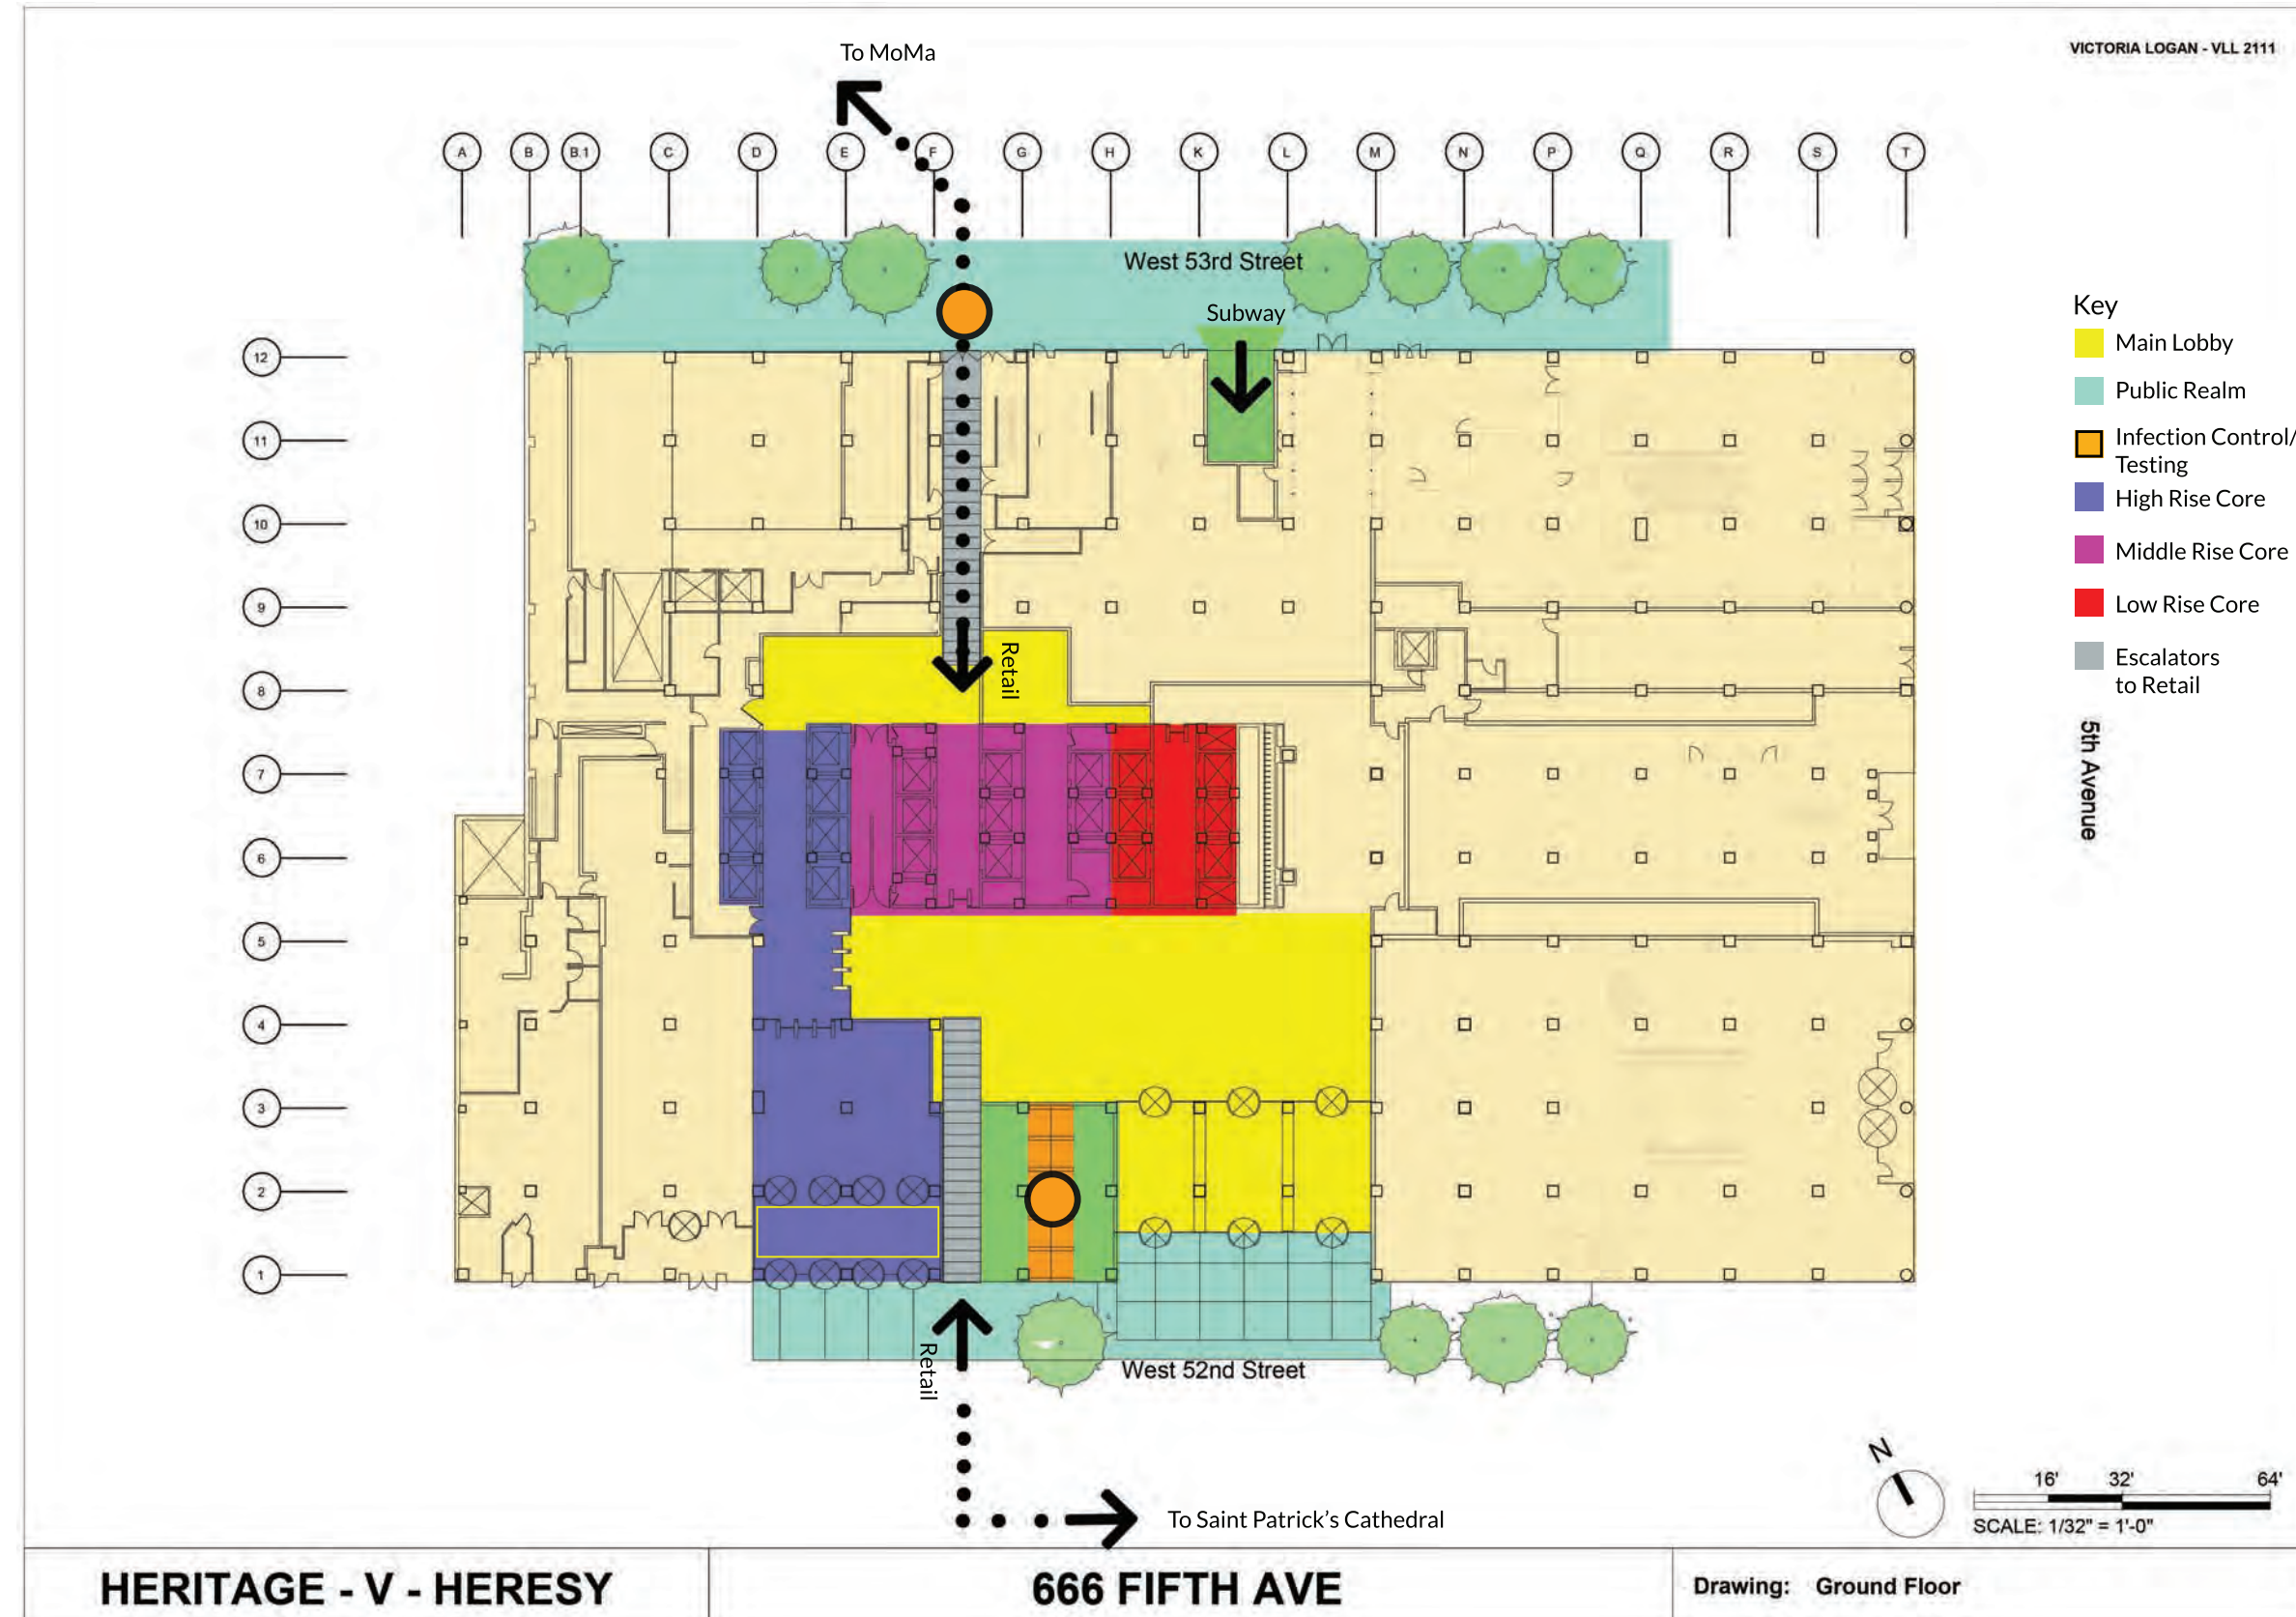 VICTORIA LOGAN - VLL 2111
To MoMa
A B B.1 C D E F G H K L M N P Q R S T
West 53rd Street
Subway
12
11
10
9
8
7
6
5
4
3
2
1
Retail
Retail
West 52nd Street
To Saint Patrick's Cathedral
Key
Main Lobby
Public Realm
Infection Control/
Testing
High Rise Core
Middle Rise Core
Low Rise Core
Escalators
to Retail
5th Avenue
N
16' 32' 64'
SCALE: 1/32" = 1'-0"
HERITAGE - V - HERESY
666 FIFTH AVE
Drawing: Ground Floor